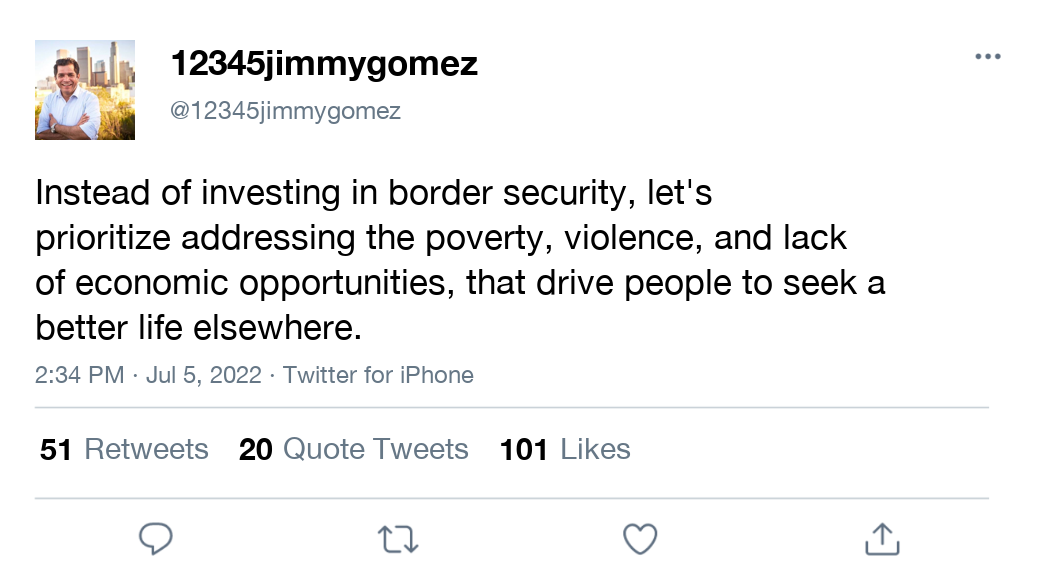 12345jimmygomez
@12345jimmygomez
Instead of investing in border security, let's
prioritize addressing the poverty, violence, and lack
of economic opportunities, that drive people to seek a
better life elsewhere.
2:34 PM · Jul 5, 2022 · Twitter for iPhone
51 Retweets 20 Quote Tweets 101 Likes